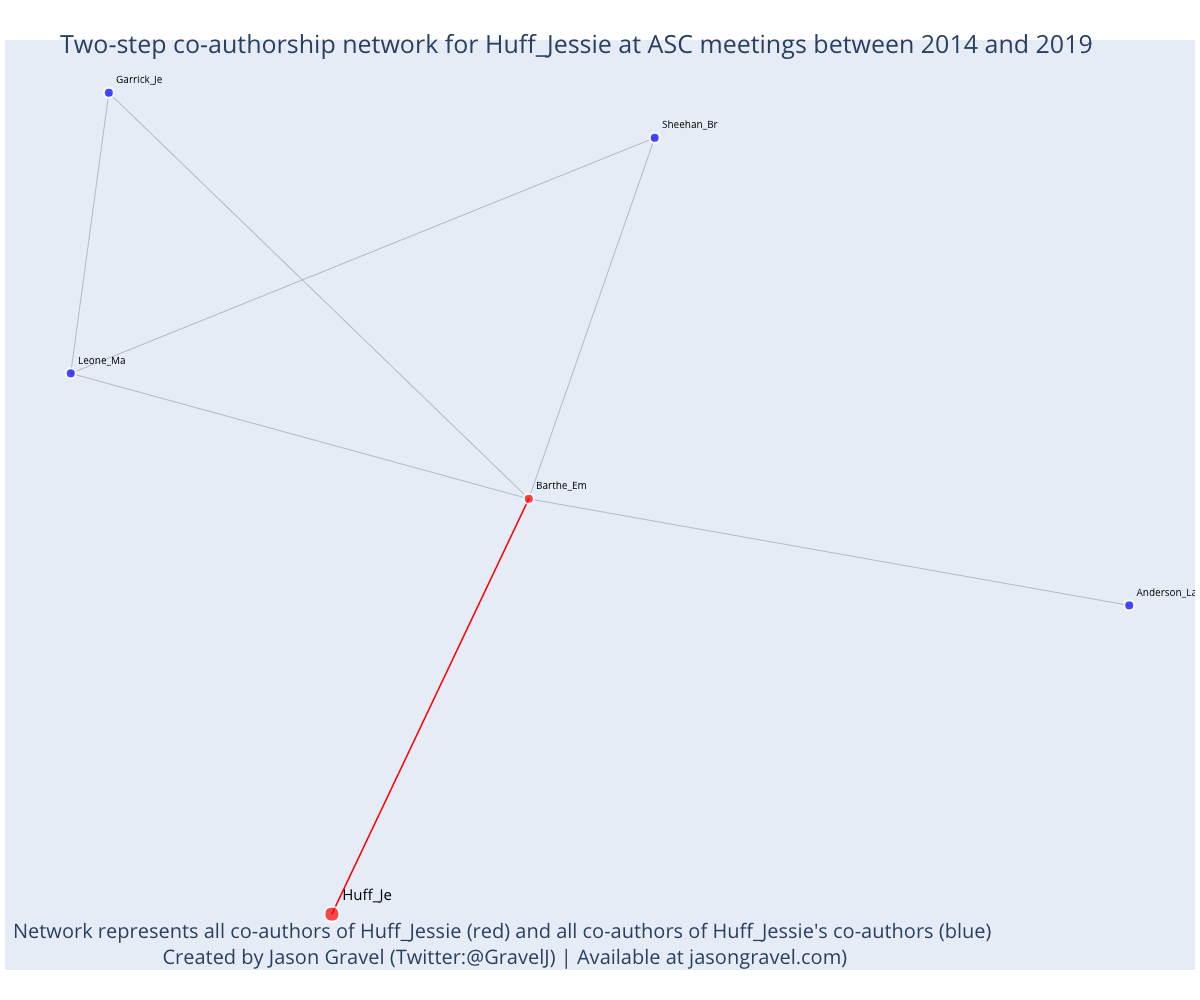 Two-step co-authorship network for Huff_Jessie at ASC meetings between 2014 and 2019
Garrick_Je
Sheehan_Br
Leone_Ma
Barthe_Em
Anderson_La
Huff_Je
Network represents all co-authors of Huff_Jessie (red) and all co-authors of Huff_Jessie's co-authors (blue)
Created by Jason Gravel (Twitter:@GravelJ) | Available at jasongravel.com)